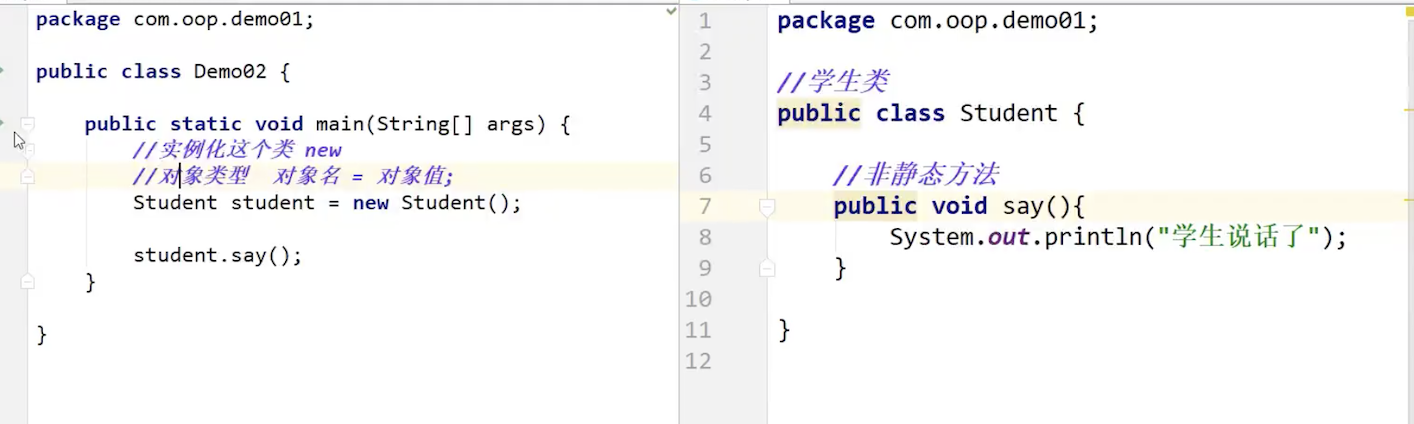 package com.oop.demo01;
public class Demo02 {
public static void main(String[] args) {
//实例化这个类 new
//对象类型  对象名 = 对象值;
Student student = new Student();
student.say();
}
}
1 package com.oop.demo01;
2
3 //学生类
4 public class Student {
5
6 //非静态方法
7 public void say(){
8 System.out.println("学生说话了");
9 }
10
11 }
12